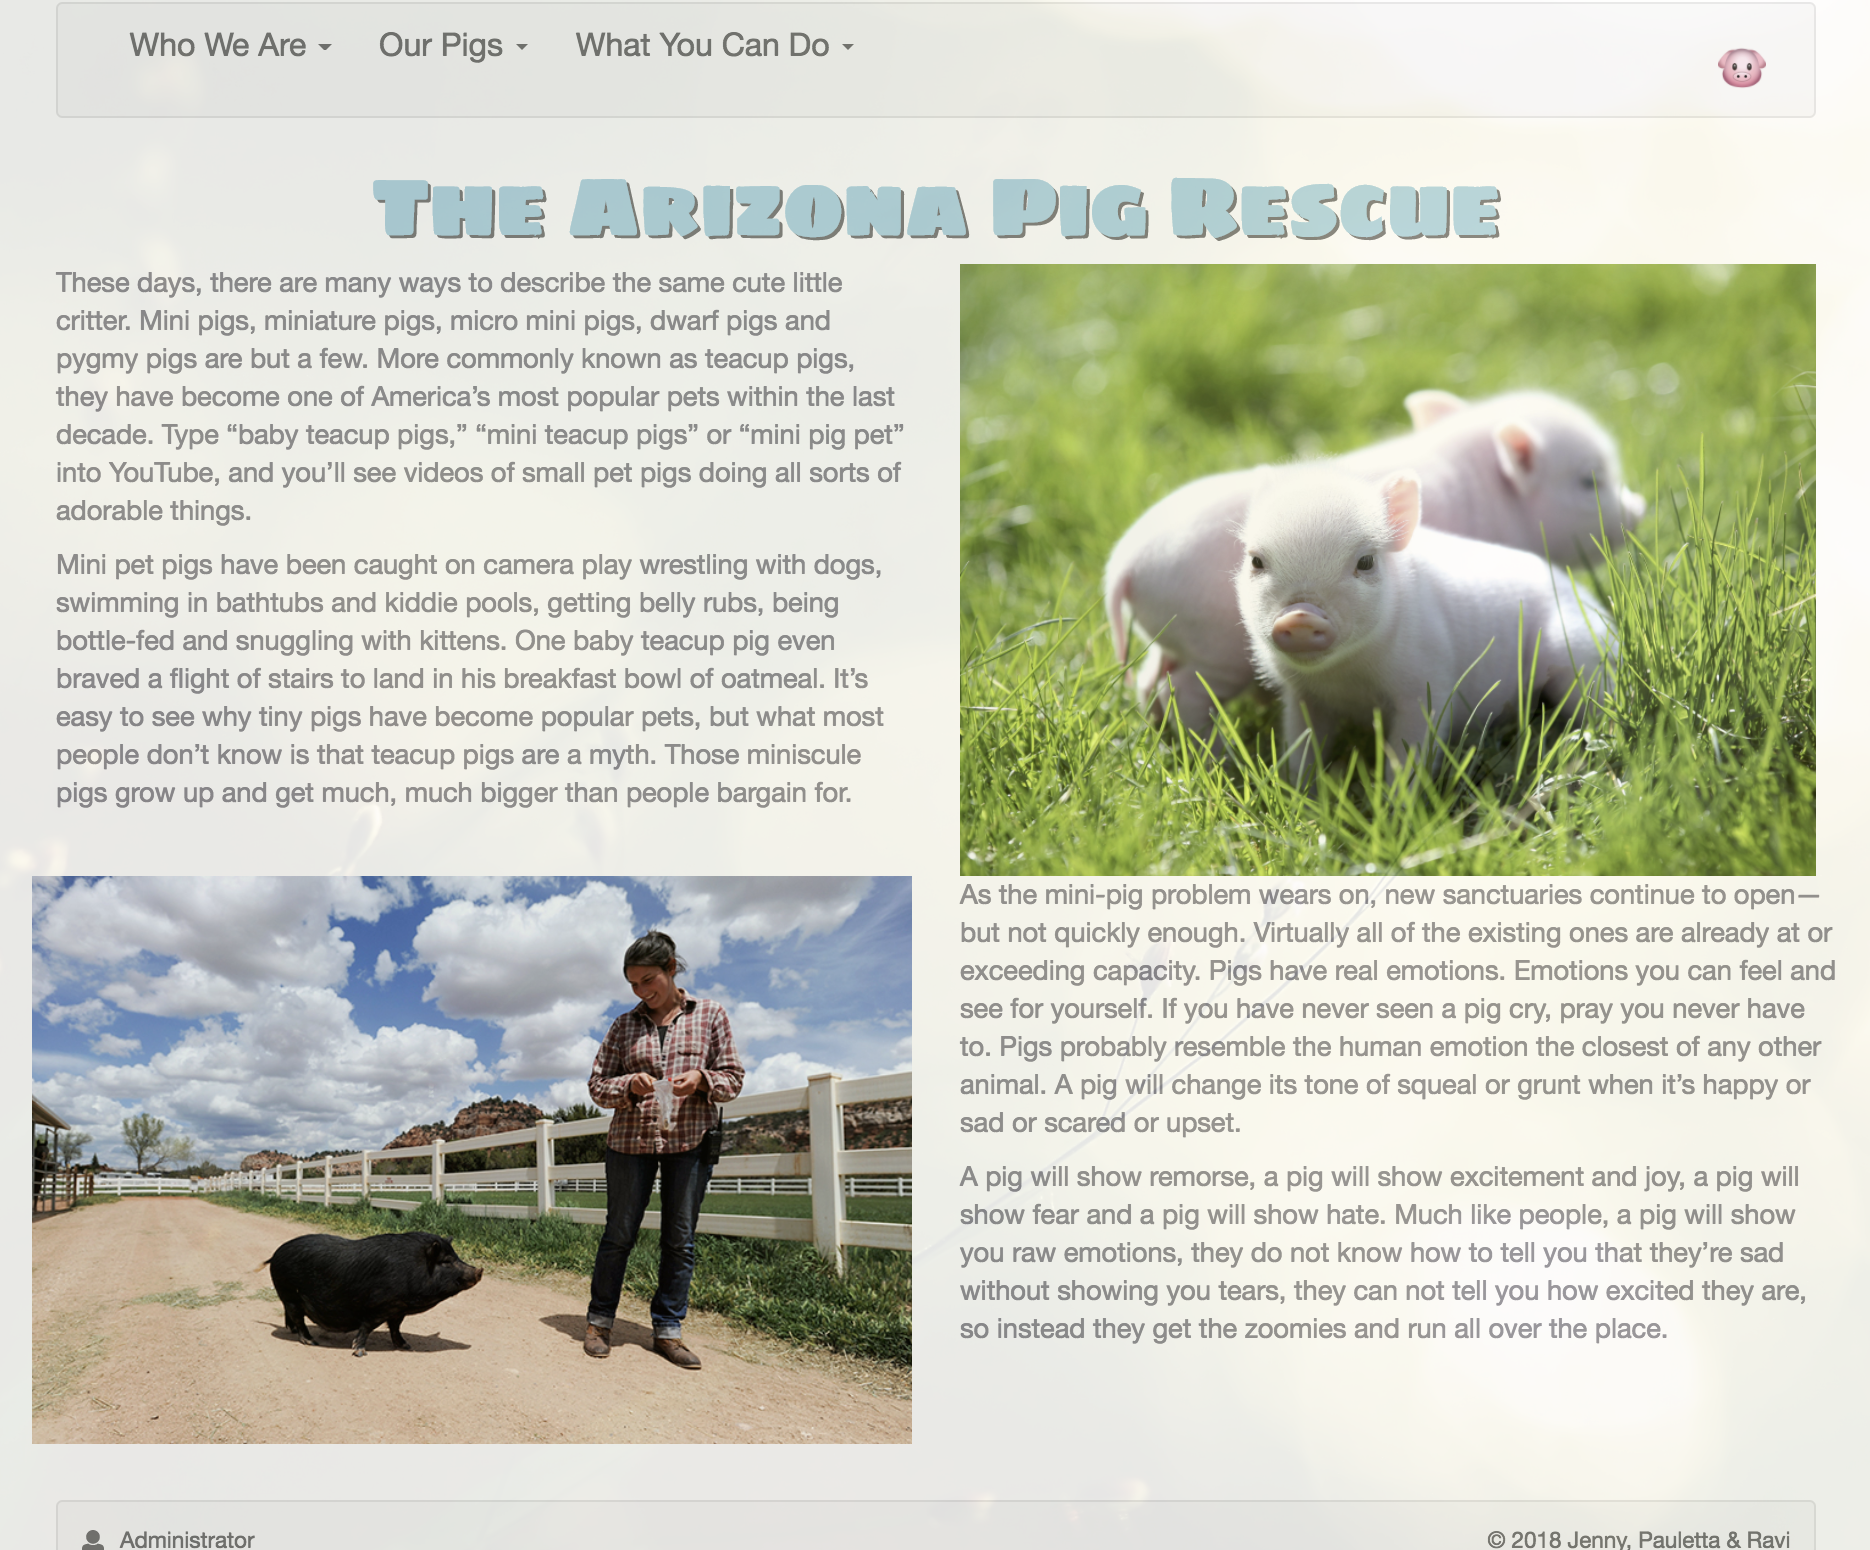 Who We Are
Our Pigs
What You Can Do
The Arizona Pig Rescue
These days, there are many ways to describe the same cute little
critter. Mini pigs, miniature pigs, micro mini pigs, dwarf pigs and
pygmy pigs are but a few. More commonly known as teacup pigs,
they have become one of America’s most popular pets within the last
decade. Type “baby teacup pigs,” “mini teacup pigs” or “mini pig pet”
into YouTube, and you’ll see videos of small pet pigs doing all sorts of
adorable things.
Mini pet pigs have been caught on camera play wrestling with dogs,
swimming in bathtubs and kiddie pools, getting belly rubs, being
bottle-fed and snuggling with kittens. One baby teacup pig even
braved a flight of stairs to land in his breakfast bowl of oatmeal. It’s
easy to see why tiny pigs have become popular pets, but what most
people don’t know is that teacup pigs are a myth. Those miniscule
pigs grow up and get much, much bigger than people bargain for.
As the mini-pig problem wears on, new sanctuaries continue to open—
but not quickly enough. Virtually all of the existing ones are already at or
exceeding capacity. Pigs have real emotions. Emotions you can feel and
see for yourself. If you have never seen a pig cry, pray you never have
to. Pigs probably resemble the human emotion the closest of any other
animal. A pig will change its tone of squeal or grunt when it’s happy or
sad or scared or upset.
A pig will show remorse, a pig will show excitement and joy, a pig will
show fear and a pig will show hate. Much like people, a pig will show
you raw emotions, they do not know how to tell you that they’re sad
without showing you tears, they can not tell you how excited they are,
so instead they get the zoomies and run all over the place.
Administrator
© 2018 Jenny, Pauletta & Ravi